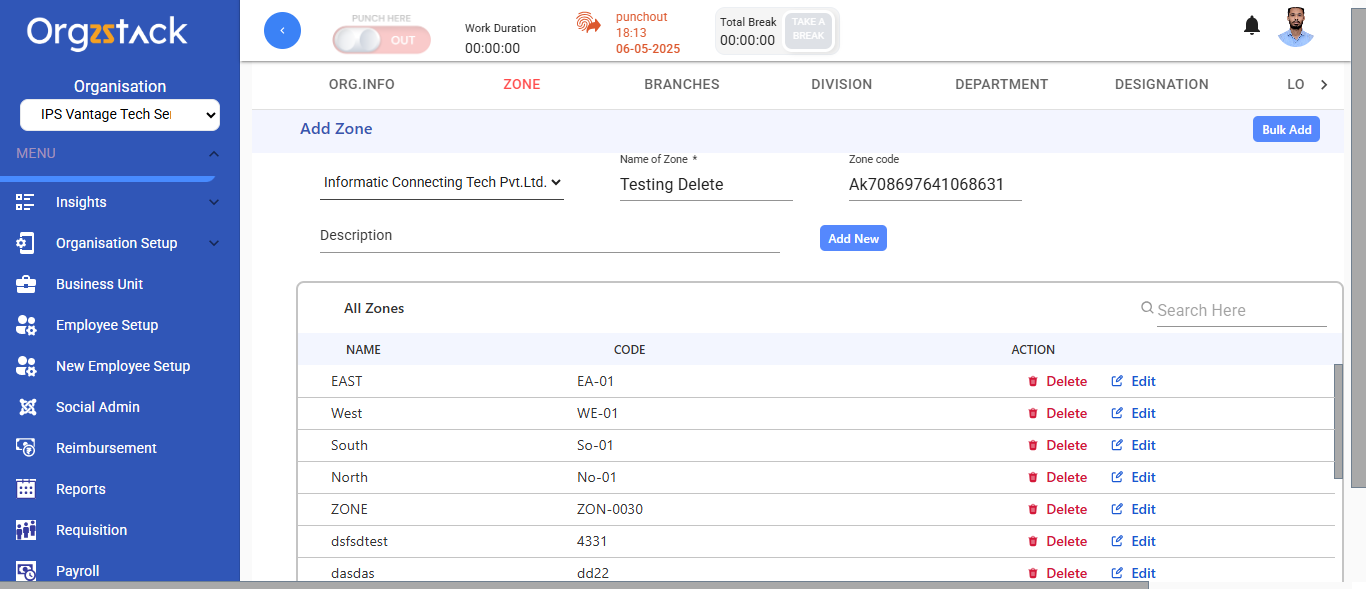 Orgzstack
Organisation
IPS Vantage Tech Ser
MENU
Insights
Organisation Setup
Business Unit
Employee Setup
New Employee Setup
Social Admin
Reimbursement
Reports
Requisition
Payroll
PUNCH HERE
OUT
Work Duration
00:00:00
punchout
18:13
06-05-2025
Total Break
00:00:00
TAKE A
BREAK
ORG.INFO ZONE BRANCHES DIVISION DEPARTMENT DESIGNATION LO
Add Zone
Bulk Add
Informatic Connecting Tech Pvt.Ltd.
Name of Zone *
Testing Delete
Zone code
Ak708697641068631
Description
Add New
All Zones
Search Here
NAME CODE ACTION
EAST EA-01 Delete Edit
West WE-01 Delete Edit
South So-01 Delete Edit
North No-01 Delete Edit
ZONE ZON-0030 Delete Edit
dsfsdtest 4331 Delete Edit
dasdas dd22 Delete Edit